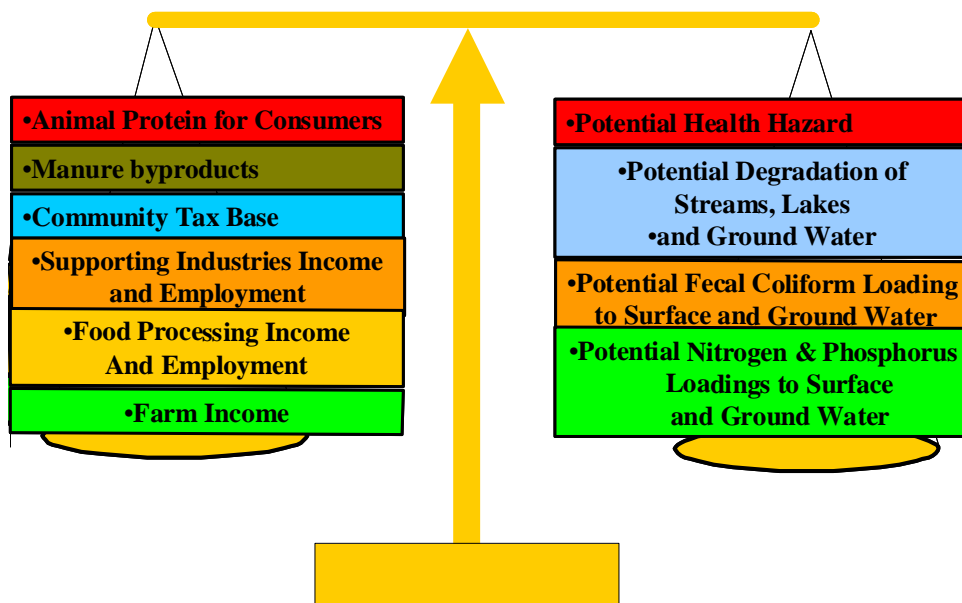 •Animal Protein for Consumers
•Manure byproducts
•Community Tax Base
•Supporting Industries Income
and Employment
•Food Processing Income
And Employment
•Farm Income
•Potential Health Hazard
•Potential Degradation of
Streams, Lakes
•and Ground Water
•Potential Fecal Coliform Loading
to Surface and Ground Water
•Potential Nitrogen & Phosphorus
Loadings to Surface
and Ground Water